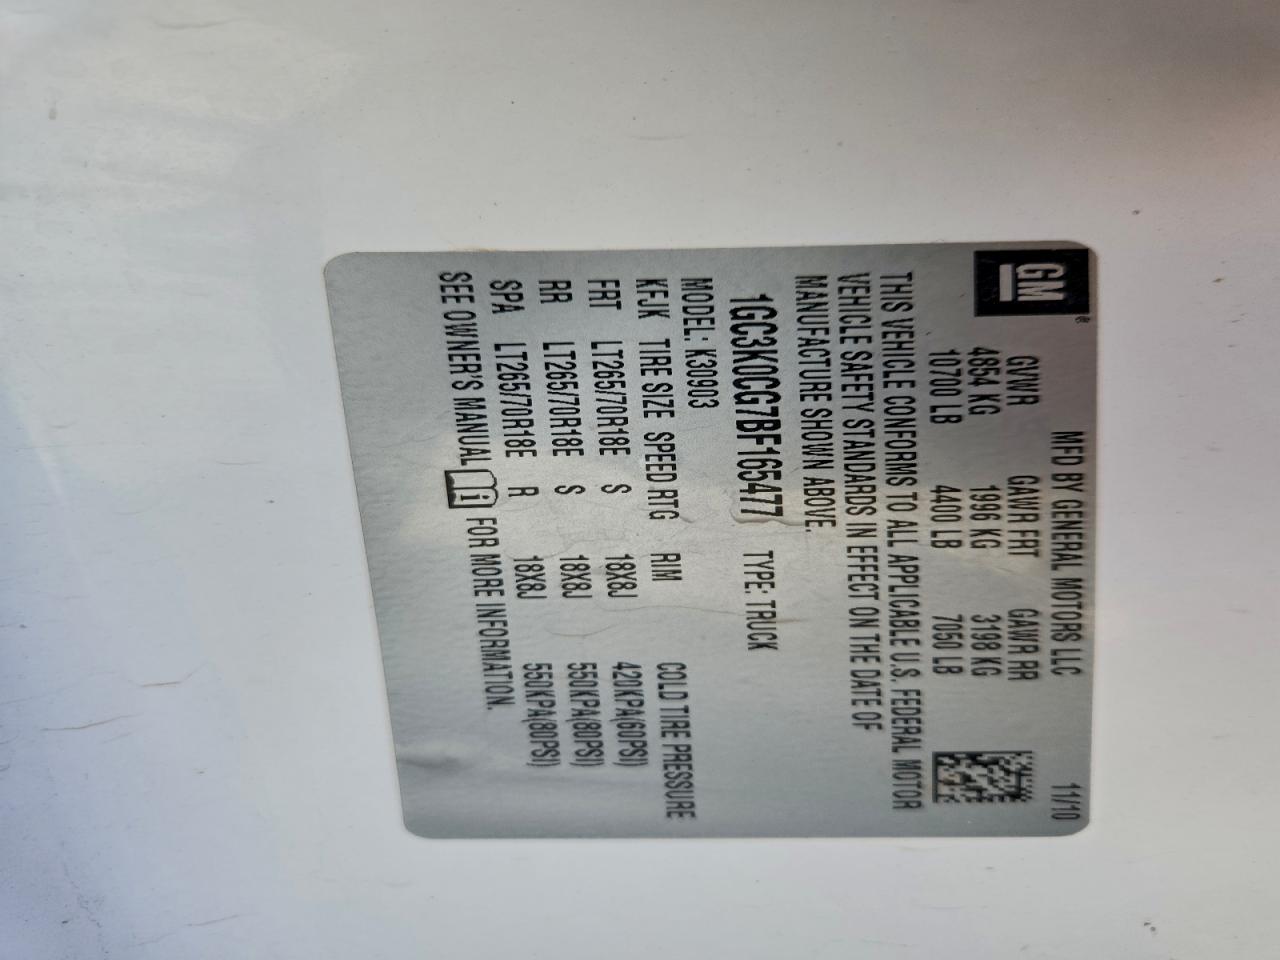 GM®
MFD BY GENERAL MOTORS LLC 11/10
GVWR GAWR FRT GAWR RR
4854 KG 1996 KG 3198 KG
10700 LB 4400 LB 7050 LB
THIS VEHICLE CONFORMS TO ALL APPLICABLE U.S. FEDERAL MOTOR
VEHICLE SAFETY STANDARDS IN EFFECT ON THE DATE OF
MANUFACTURE SHOWN ABOVE.
1GC3K0CG7BF165477 TYPE: TRUCK
MODEL: K30903
KFJK TIRE SIZE SPEED RTG RIM COLD TIRE PRESSURE
FRT LT265/70R18E S 18X8J 420KPA(60PSI)
RR LT265/70R18E S 18X8J 550KPA(80PSI)
SPA LT265/70R18E R 18X8J 550KPA(80PSI)
SEE OWNER'S MANUAL i FOR MORE INFORMATION.